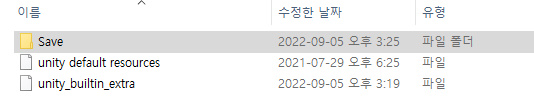 이름 수정한 날짜 유형
Save 2022-09-05 오후 3:25 파일 폴더
unity default resources 2021-07-29 오후 6:25 파일
unity_builtin_extra 2022-09-05 오후 3:19 파일